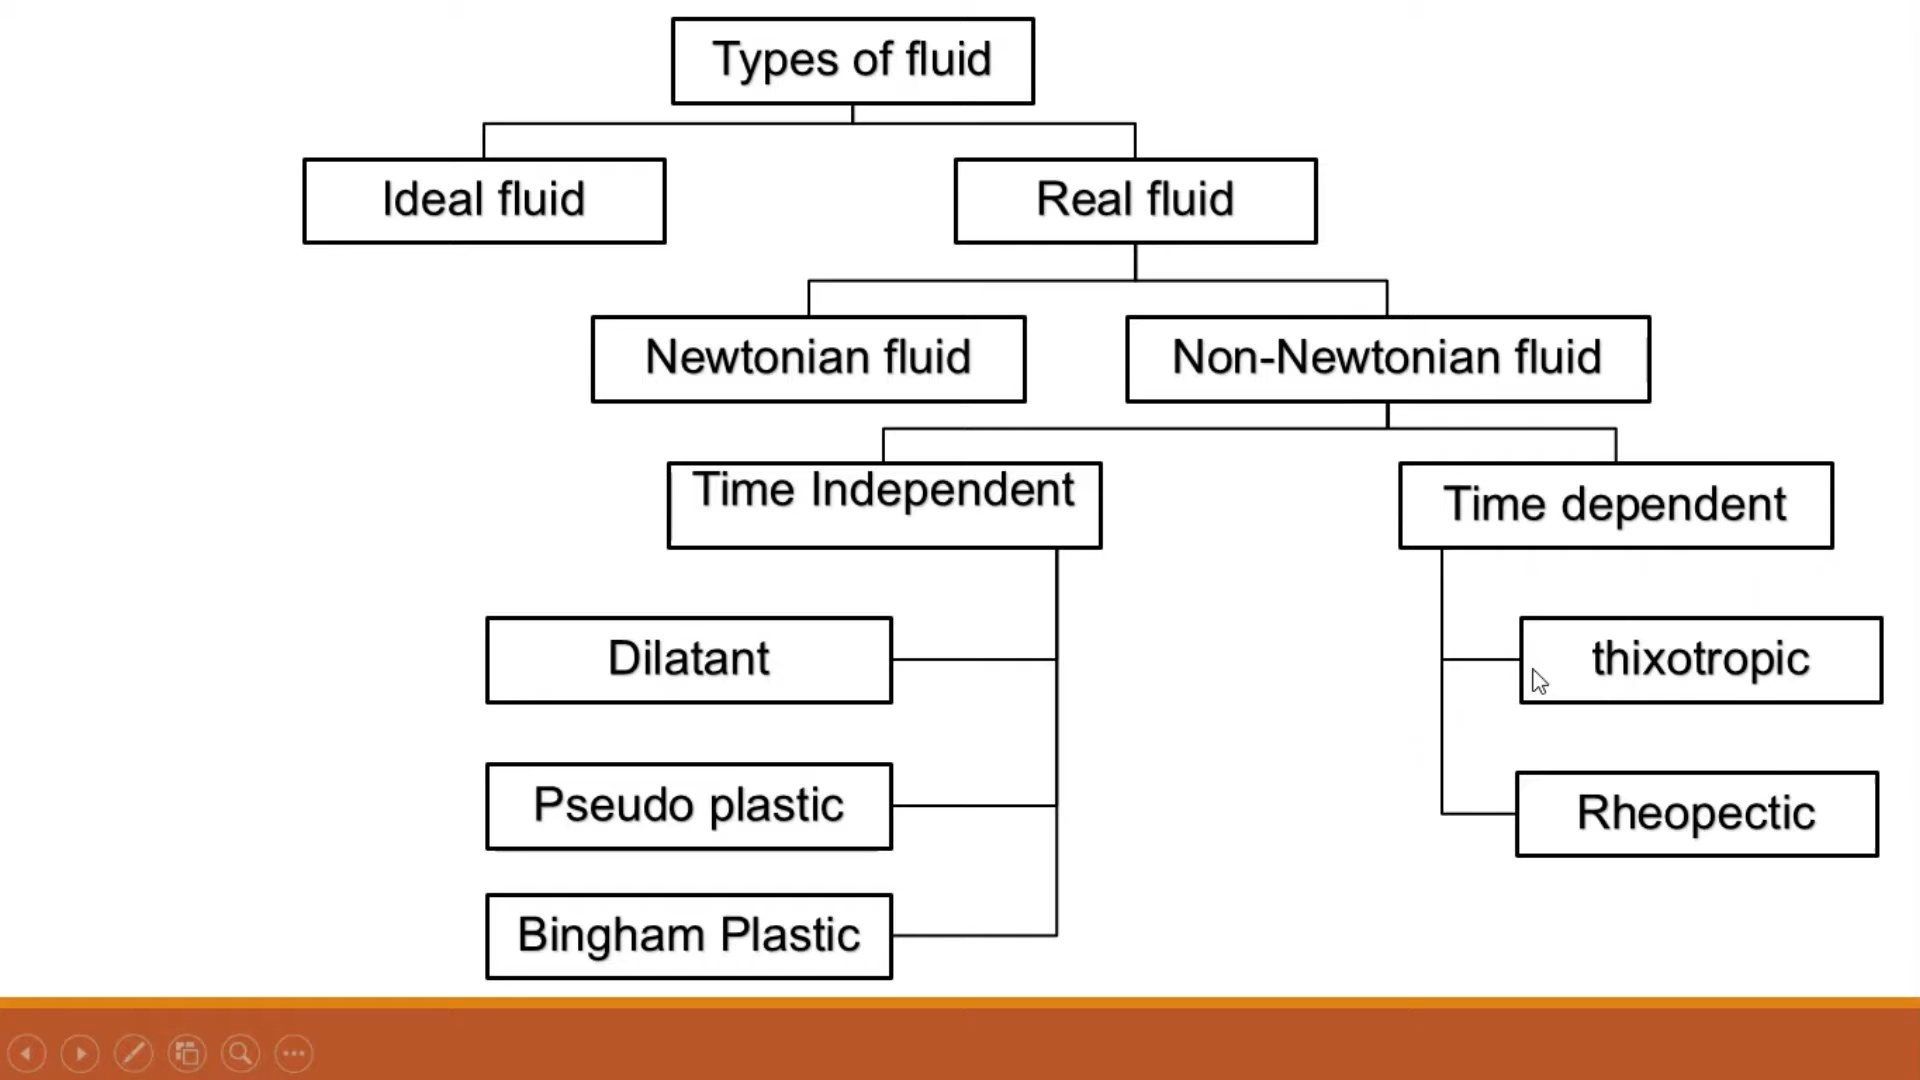 Types of fluid
Ideal fluid
Real fluid
Newtonian fluid
Non-Newtonian fluid
Time Independent
Time dependent
Dilatant
thixotropic
Pseudo plastic
Rheopectic
Bingham Plastic